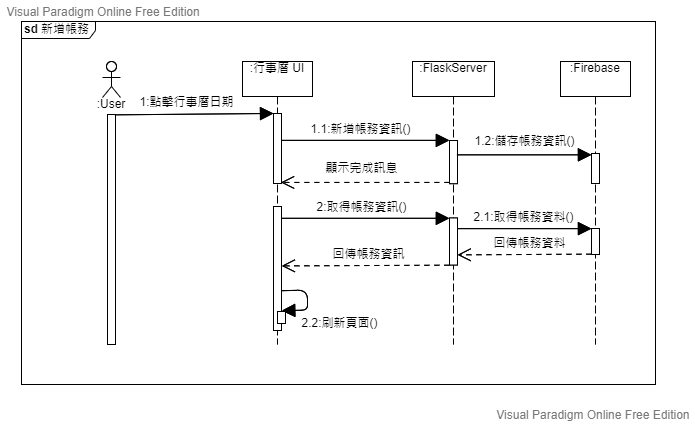 Visual Paradigm Online Free Edition
sd 新增帳務
:User
:行事曆 UI
:FlaskServer
:Firebase
1:點擊行事曆日期
1.1:新增帳務資訊()
1.2:儲存帳務資訊()
顯示完成訊息
2:取得帳務資訊()
2.1:取得帳務資料()
回傳帳務資料
回傳帳務資訊
2.2:刷新頁面()
Visual Paradigm Online Free Edition